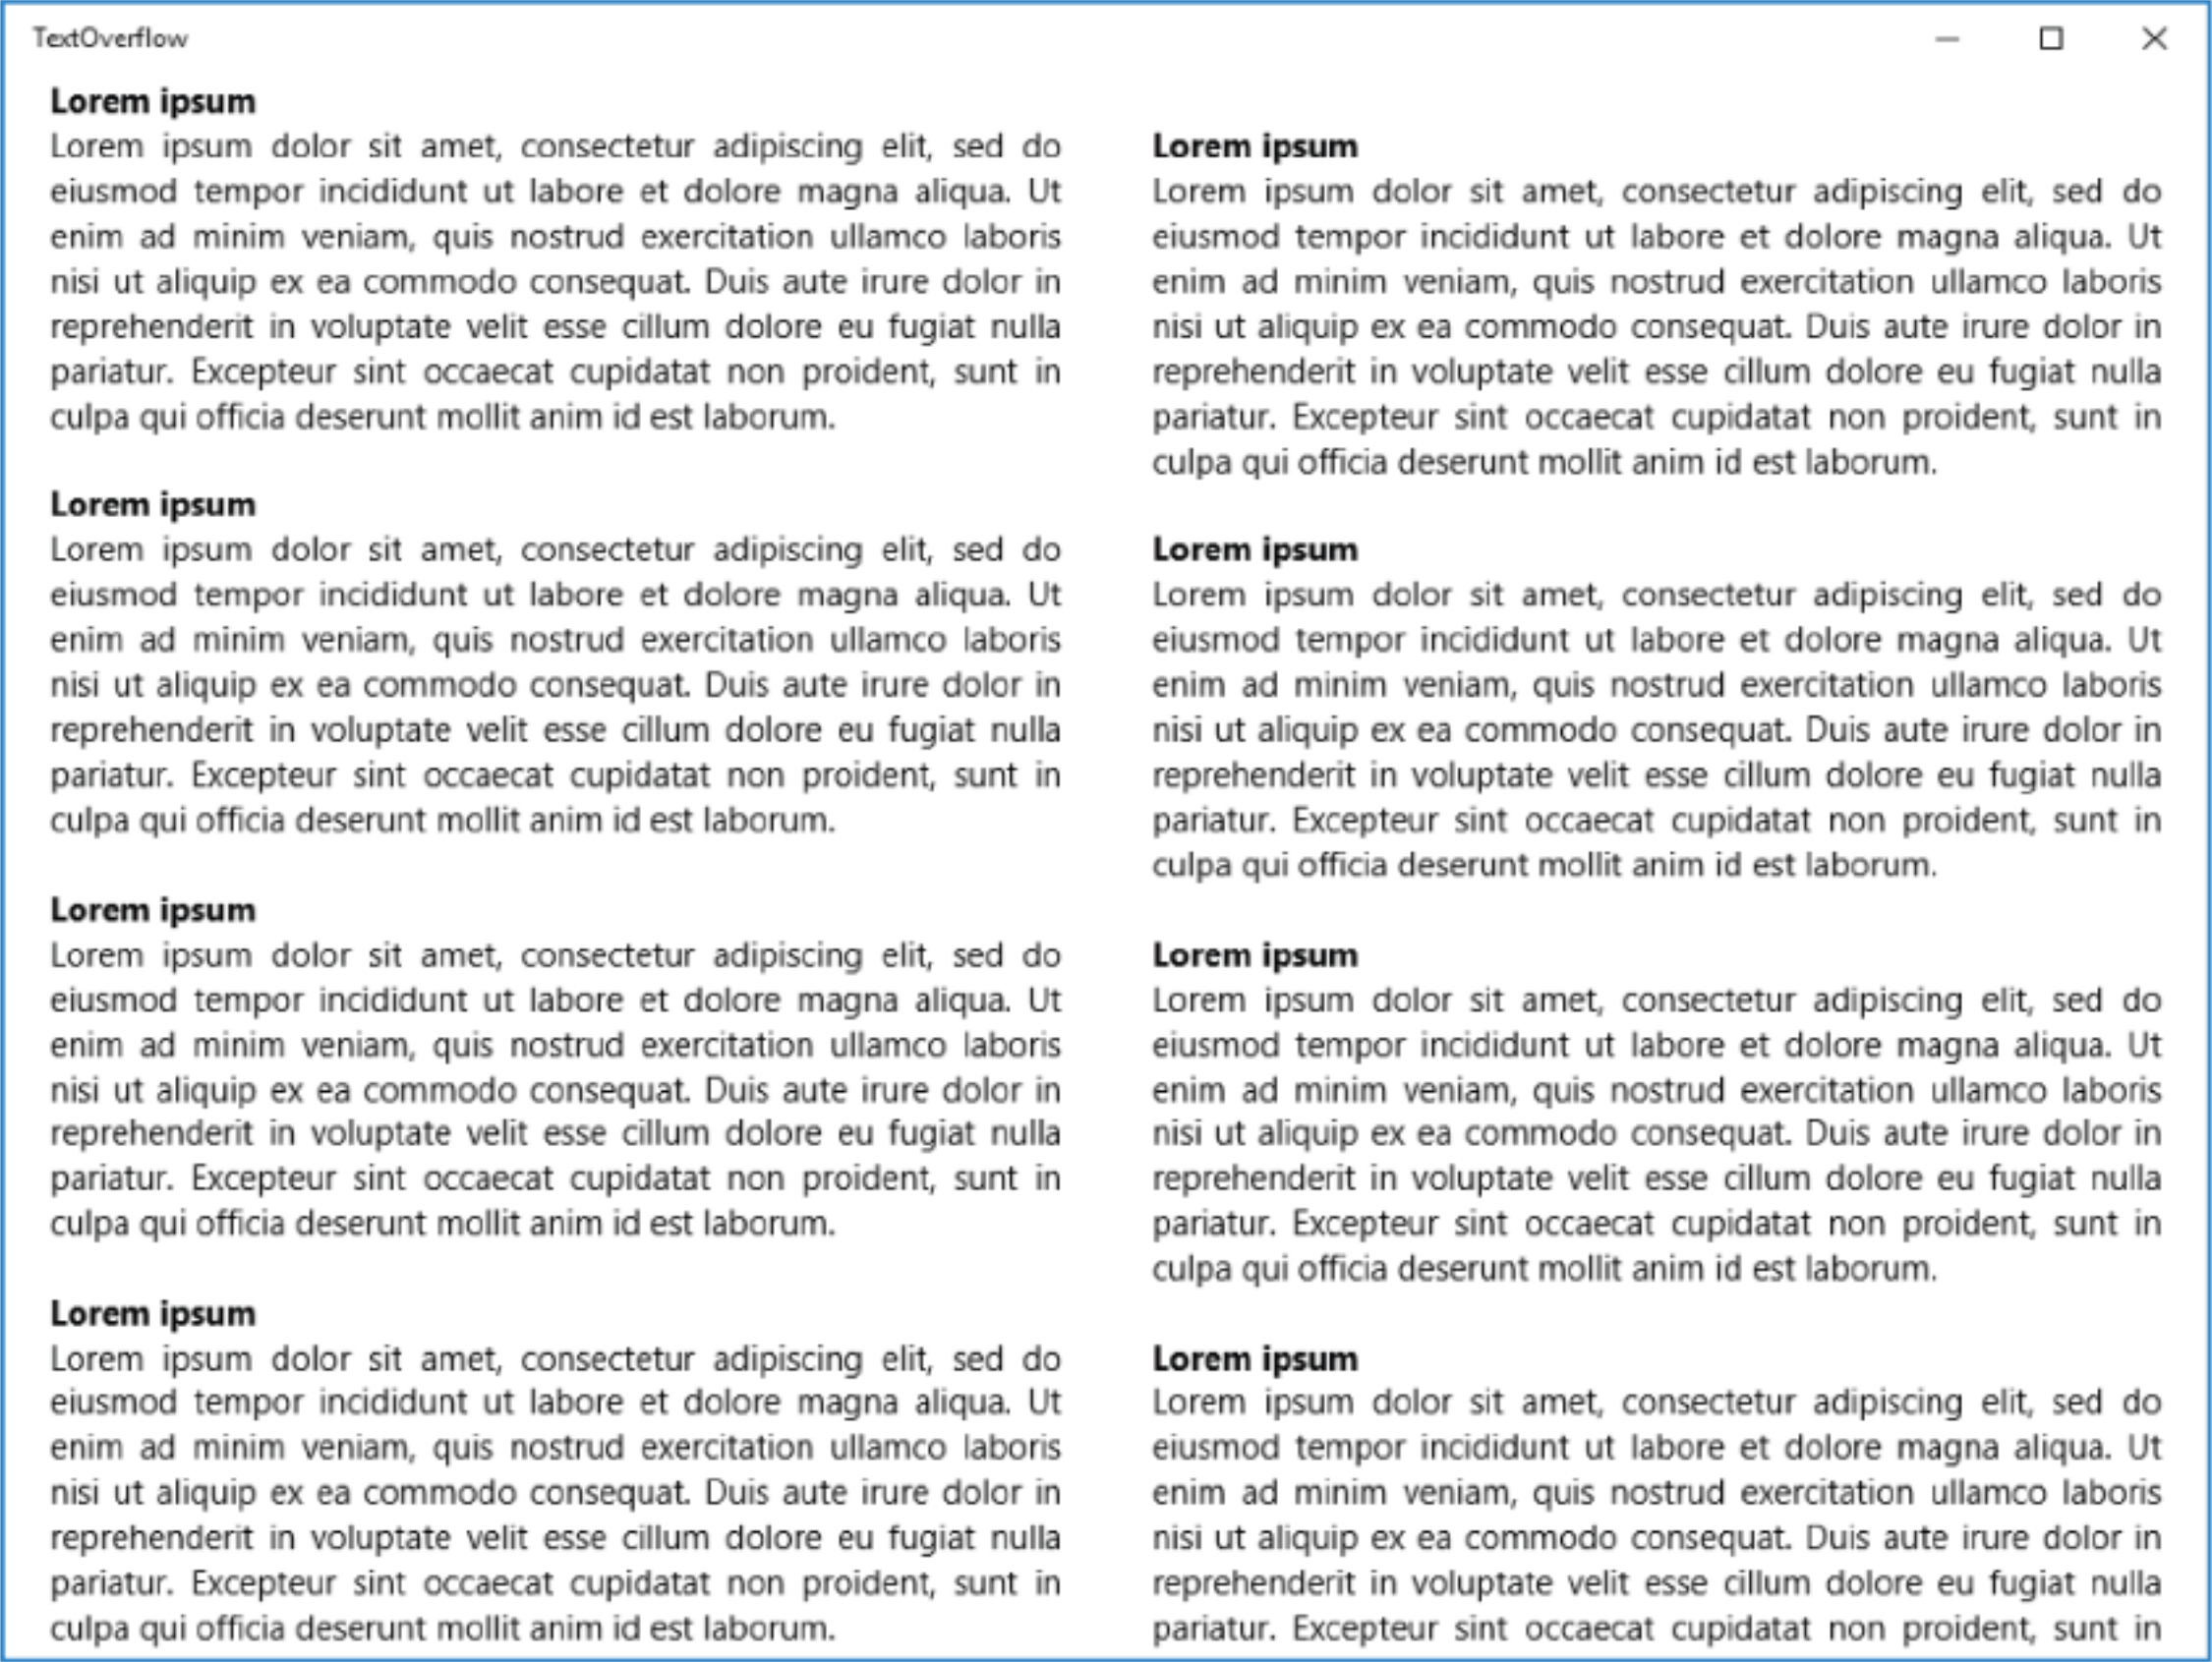 TextOverflow
Lorem ipsum
Lorem ipsum dolor sit amet, consectetur adipiscing elit, sed do
eiusmod tempor incididunt ut labore et dolore magna aliqua. Ut
enim ad minim veniam, quis nostrud exercitation ullamco laboris
nisi ut aliquip ex ea commodo consequat. Duis aute irure dolor in
reprehenderit in voluptate velit esse cillum dolore eu fugiat nulla
pariatur. Excepteur sint occaecat cupidatat non proident, sunt in
culpa qui officia deserunt mollit anim id est laborum.
Lorem ipsum
Lorem ipsum dolor sit amet, consectetur adipiscing elit, sed do
eiusmod tempor incididunt ut labore et dolore magna aliqua. Ut
enim ad minim veniam, quis nostrud exercitation ullamco laboris
nisi ut aliquip ex ea commodo consequat. Duis aute irure dolor in
reprehenderit in voluptate velit esse cillum dolore eu fugiat nulla
pariatur. Excepteur sint occaecat cupidatat non proident, sunt in
culpa qui officia deserunt mollit anim id est laborum.
Lorem ipsum
Lorem ipsum dolor sit amet, consectetur adipiscing elit, sed do
eiusmod tempor incididunt ut labore et dolore magna aliqua. Ut
enim ad minim veniam, quis nostrud exercitation ullamco laboris
nisi ut aliquip ex ea commodo consequat. Duis aute irure dolor in
reprehenderit in voluptate velit esse cillum dolore eu fugiat nulla
pariatur. Excepteur sint occaecat cupidatat non proident, sunt in
culpa qui officia deserunt mollit anim id est laborum.
Lorem ipsum
Lorem ipsum dolor sit amet, consectetur adipiscing elit, sed do
eiusmod tempor incididunt ut labore et dolore magna aliqua. Ut
enim ad minim veniam, quis nostrud exercitation ullamco laboris
nisi ut aliquip ex ea commodo consequat. Duis aute irure dolor in
reprehenderit in voluptate velit esse cillum dolore eu fugiat nulla
pariatur. Excepteur sint occaecat cupidatat non proident, sunt in
culpa qui officia deserunt mollit anim id est laborum.
Lorem ipsum
Lorem ipsum dolor sit amet, consectetur adipiscing elit, sed do
eiusmod tempor incididunt ut labore et dolore magna aliqua. Ut
enim ad minim veniam, quis nostrud exercitation ullamco laboris
nisi ut aliquip ex ea commodo consequat. Duis aute irure dolor in
reprehenderit in voluptate velit esse cillum dolore eu fugiat nulla
pariatur. Excepteur sint occaecat cupidatat non proident, sunt in
culpa qui officia deserunt mollit anim id est laborum.
Lorem ipsum
Lorem ipsum dolor sit amet, consectetur adipiscing elit, sed do
eiusmod tempor incididunt ut labore et dolore magna aliqua. Ut
enim ad minim veniam, quis nostrud exercitation ullamco laboris
nisi ut aliquip ex ea commodo consequat. Duis aute irure dolor in
reprehenderit in voluptate velit esse cillum dolore eu fugiat nulla
pariatur. Excepteur sint occaecat cupidatat non proident, sunt in
culpa qui officia deserunt mollit anim id est laborum.
Lorem ipsum
Lorem ipsum dolor sit amet, consectetur adipiscing elit, sed do
eiusmod tempor incididunt ut labore et dolore magna aliqua. Ut
enim ad minim veniam, quis nostrud exercitation ullamco laboris
nisi ut aliquip ex ea commodo consequat. Duis aute irure dolor in
reprehenderit in voluptate velit esse cillum dolore eu fugiat nulla
pariatur. Excepteur sint occaecat cupidatat non proident, sunt in
culpa qui officia deserunt mollit anim id est laborum.
Lorem ipsum
Lorem ipsum dolor sit amet, consectetur adipiscing elit, sed do
eiusmod tempor incididunt ut labore et dolore magna aliqua. Ut
enim ad minim veniam, quis nostrud exercitation ullamco laboris
nisi ut aliquip ex ea commodo consequat. Duis aute irure dolor in
reprehenderit in voluptate velit esse cillum dolore eu fugiat nulla
pariatur. Excepteur sint occaecat cupidatat non proident, sunt in